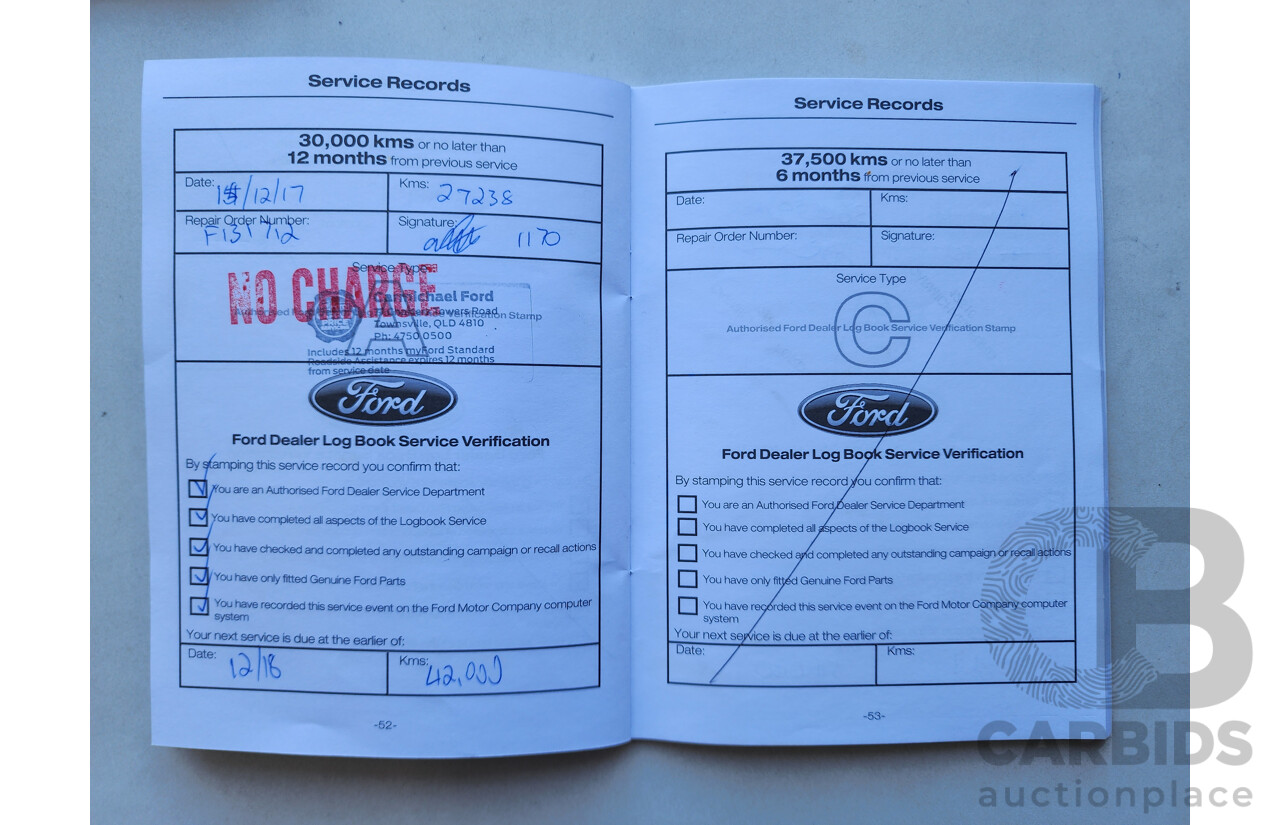 Service Records
30,000 kms or no later than
12 months from previous service
Date: /12/17
Kms: 27238
Repair Order Number:
Signature: 1170
Service Type
NO CHARGE
Carmichael Ford
Authorised Verification Stamp
Townsville, QLD 4810
Ph: 4750 0500
PRICE
SERVICING
A
Includes 12 months myFord Standard
Roadside Assistance expires 12 months
from service date
Ford
Ford Dealer Log Book Service Verification
By stamping this service record you confirm that:
You are an Authorised Ford Dealer Service Department
You have completed all aspects of the Logbook Service
You have checked and completed any outstanding campaign or recall actions
You have only fitted Genuine Ford Parts
You have recorded this service event on the Ford Motor Company computer
system
Your next service is due at the earlier of:
Date: 12/18
Kms: 42,000
-52-
Service Records
37,500 kms or no later than
6 months from previous service
Date:
Kms:
Repair Order Number:
Signature:
Service Type
C
Authorised Ford Dealer Log Book Service Verification Stamp
Ford
Ford Dealer Log Book Service Verification
By stamping this service record you confirm that:
You are an Authorised Ford Dealer Service Department
You have completed all aspects of the Logbook Service
You have checked and completed any outstanding campaign or recall actions
You have only fitted Genuine Ford Parts
You have recorded this service event on the Ford Motor Company computer
system
Your next service is due at the earlier of:
Date:
Kms:
-53-
CB
CARBIDS
auctionplace